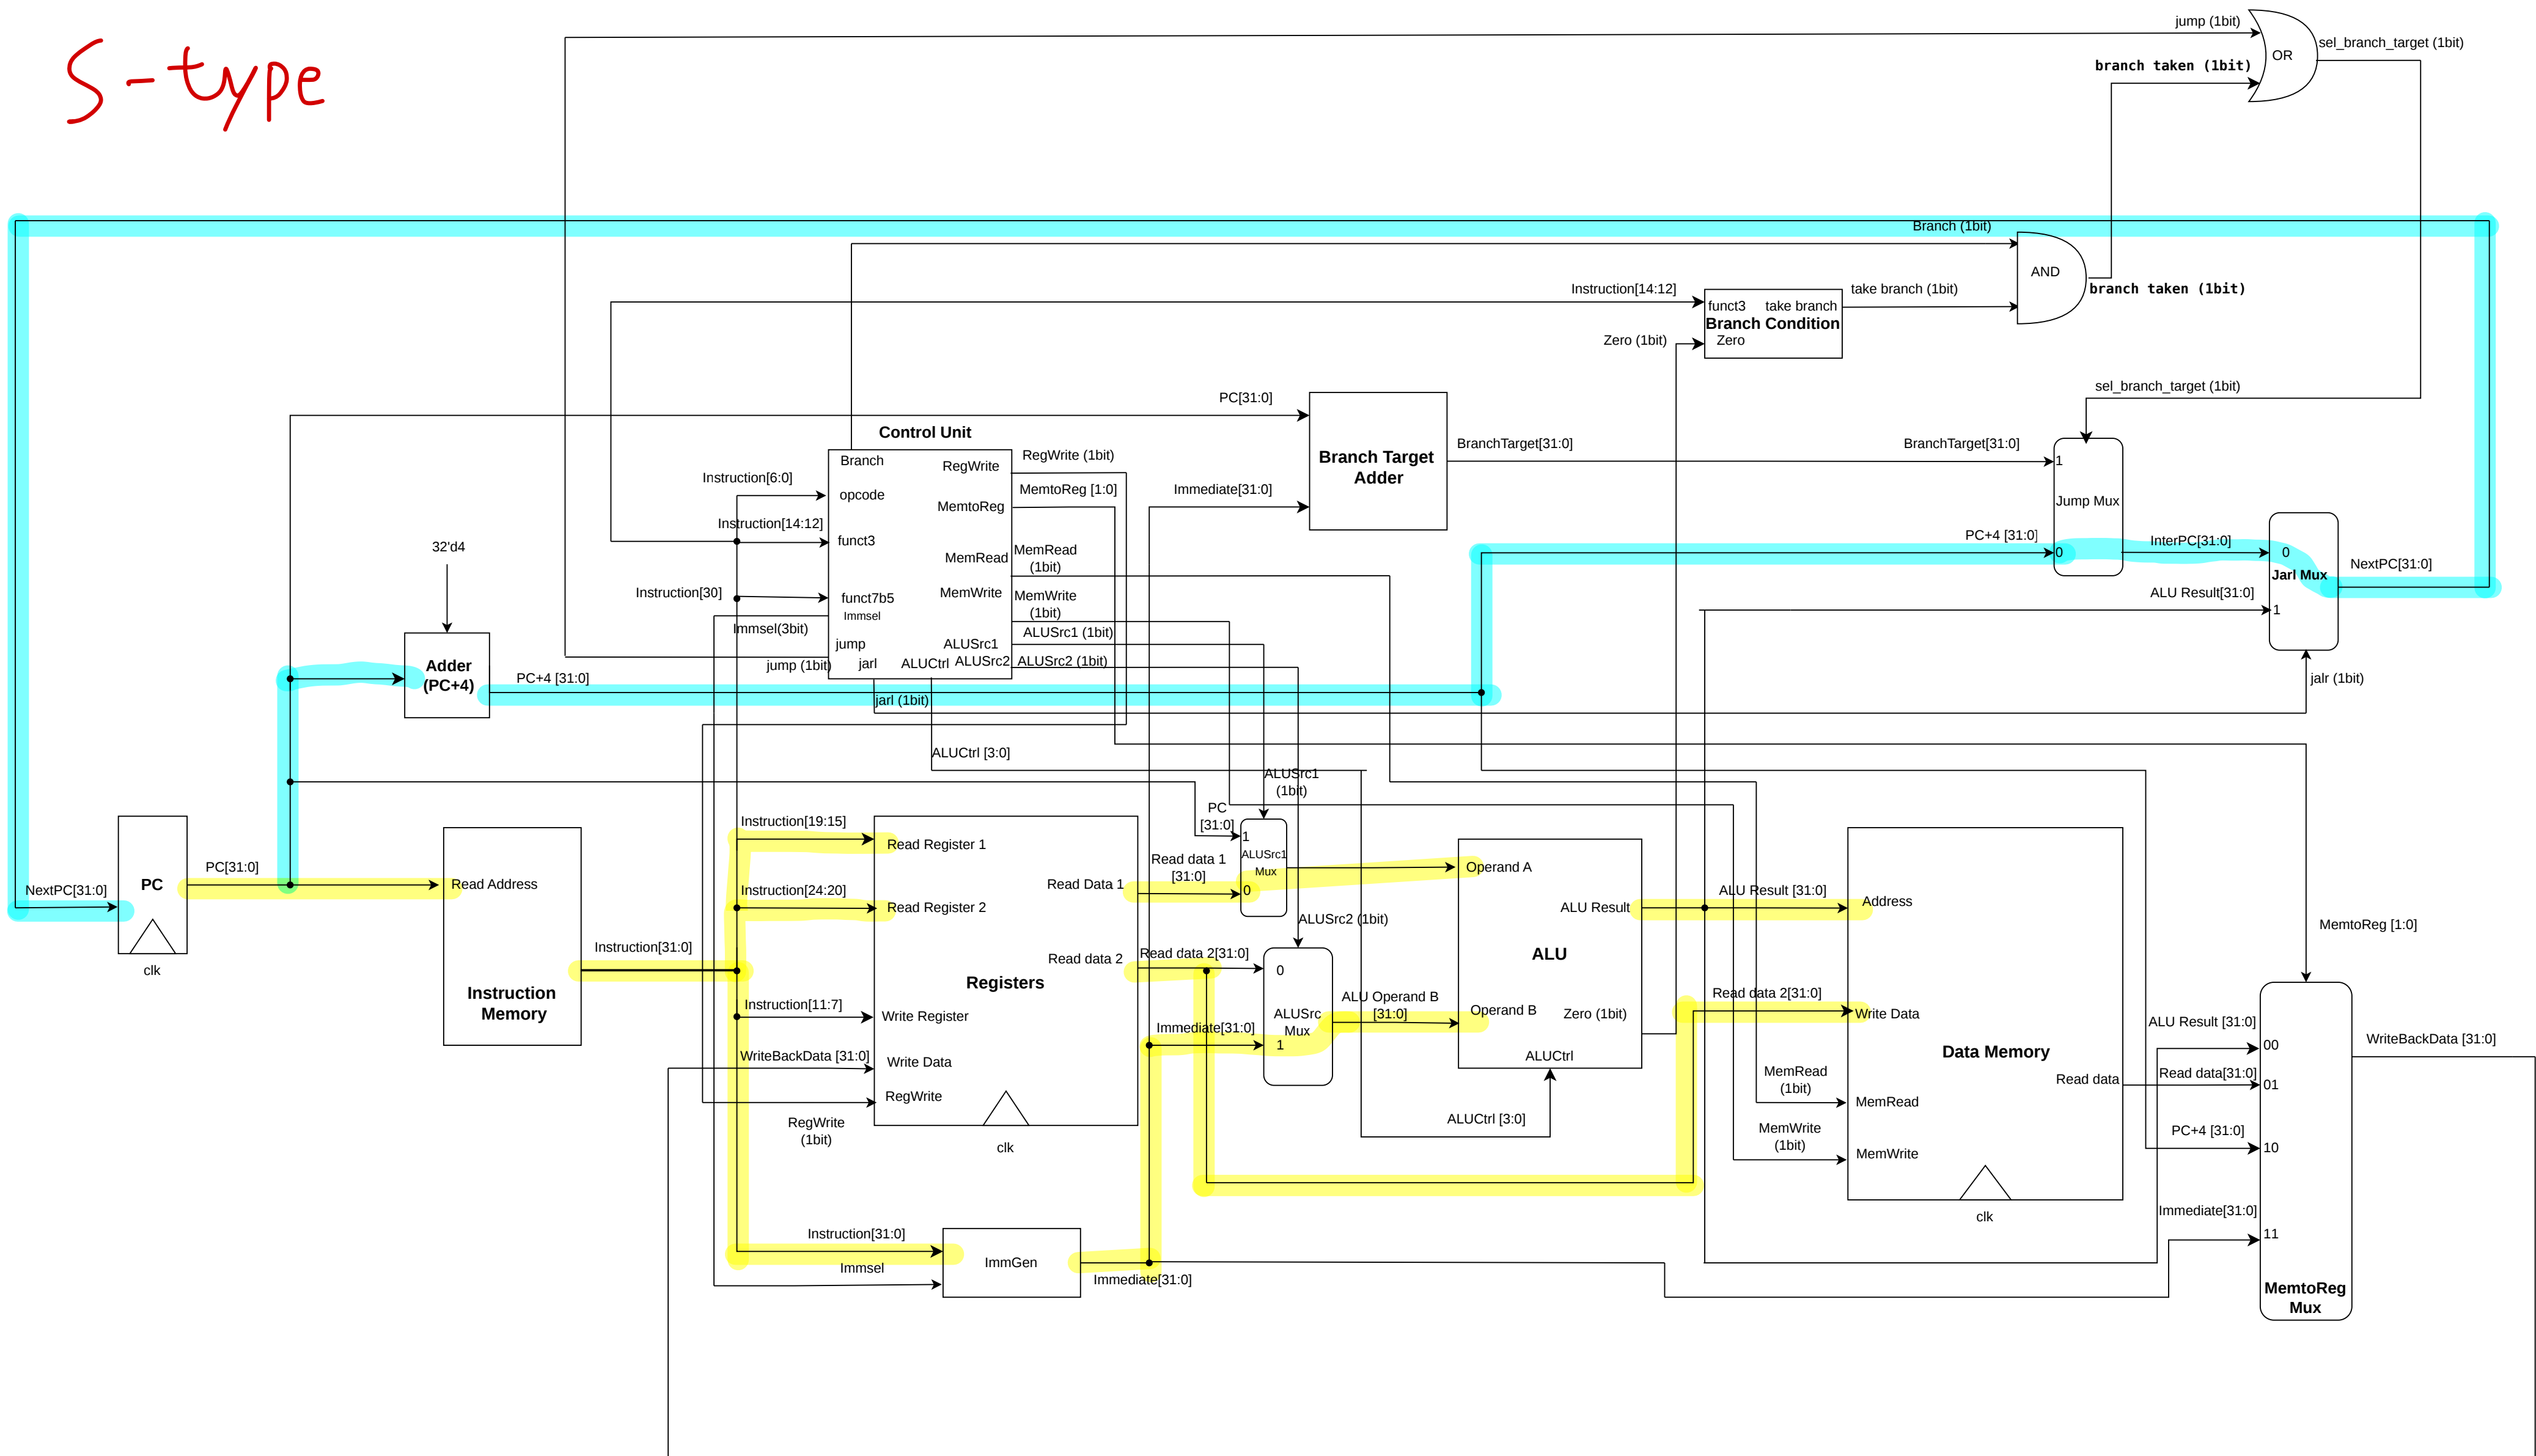 S-type
jump (1bit)
OR
sel_branch_target (1bit)
branch taken (1bit)
Branch (1bit)
AND
branch taken (1bit)
Instruction[14:12]
funct3
take branch
Branch Condition
Zero
take branch (1bit)
Zero (1bit)
sel_branch_target (1bit)
PC[31:0]
Branch Target
Adder
BranchTarget[31:0]
BranchTarget[31:0]
Immediate[31:0]
1
Jump Mux
0
PC+4 [31:0]
InterPC[31:0]
0
Jarl Mux
1
NextPC[31:0]
ALU Result[31:0]
jalr (1bit)
Control Unit
Branch
RegWrite
opcode
MemtoReg
funct3
MemRead
MemWrite
funct7b5
Immsel
jump
ALUSrc1
jarl
ALUCtrl
ALUSrc2
RegWrite (1bit)
MemtoReg [1:0]
MemRead
(1bit)
MemWrite
(1bit)
ALUSrc1 (1bit)
ALUSrc2 (1bit)
Instruction[6:0]
Instruction[14:12]
Instruction[30]
Immsel(3bit)
jump (1bit)
jarl (1bit)
ALUCtrl [3:0]
32'd4
Adder
(PC+4)
PC+4 [31:0]
NextPC[31:0]
PC
clk
PC[31:0]
Read Address
Instruction
Memory
Instruction[31:0]
Instruction[19:15]
Instruction[24:20]
Instruction[11:7]
WriteBackData [31:0]
RegWrite
(1bit)
Read Register 1
Read Data 1
Read Register 2
Read data 2
Registers
Write Register
Write Data
RegWrite
clk
Instruction[31:0]
Immsel
ImmGen
Immediate[31:0]
ALUSrc1
(1bit)
PC
[31:0]
1
ALUSrc1
Mux
0
Read data 1
[31:0]
ALUSrc2 (1bit)
Read data 2[31:0]
0
ALUSrc
Mux
1
Immediate[31:0]
ALU Operand B
[31:0]
Operand A
ALU Result
ALU
Operand B
Zero (1bit)
ALUCtrl
ALUCtrl [3:0]
ALU Result [31:0]
Read data 2[31:0]
MemRead
(1bit)
MemWrite
(1bit)
Address
Write Data
Data Memory
Read data
MemRead
MemWrite
clk
MemtoReg [1:0]
ALU Result [31:0]
00
Read data[31:0]
01
PC+4 [31:0]
10
Immediate[31:0]
11
MemtoReg
Mux
WriteBackData [31:0]